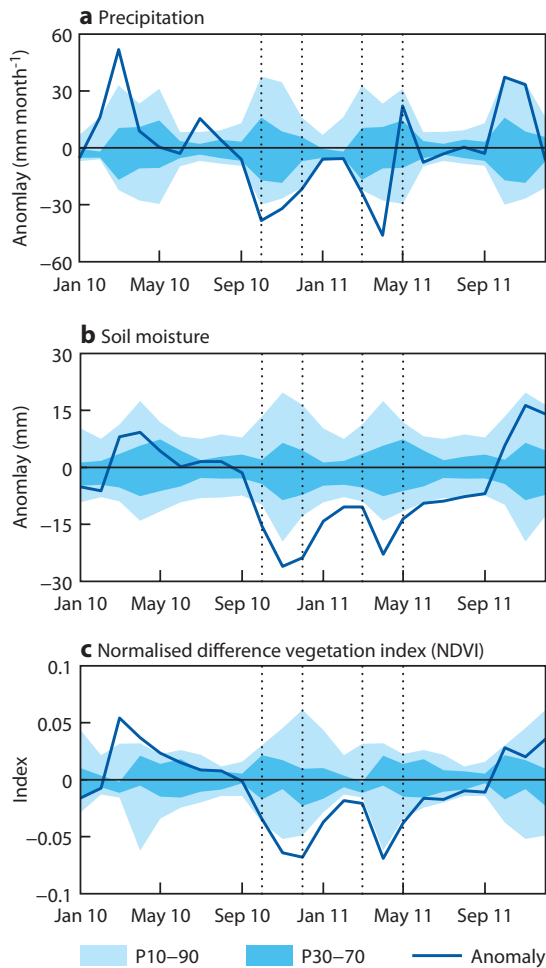 a Precipitation
Anomlay (mm month⁻¹)
60
30
0
−30
−60
Jan 10 May 10 Sep 10 Jan 11 May 11 Sep 11
b Soil moisture
Anomlay (mm)
30
15
0
−15
−30
Jan 10 May 10 Sep 10 Jan 11 May 11 Sep 11
c Normalised difference vegetation index (NDVI)
Index
0.1
0.05
0
−0.05
−0.1
Jan 10 May 10 Sep 10 Jan 11 May 11 Sep 11
P10−90 P30−70 Anomaly